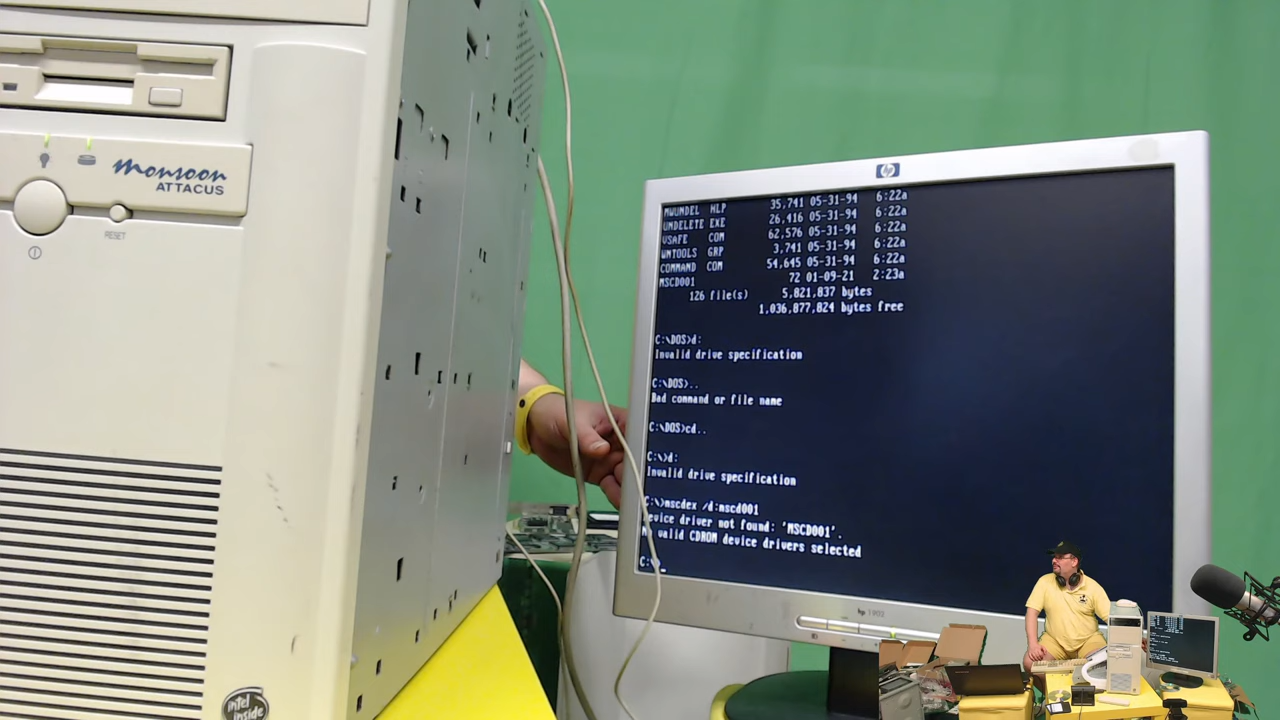 monsoon
ATTACUS
RESET
intel
inside
hp
MWUNDEL HLP 35,741 05-31-94 6:22a
UNDELETE EXE 26,416 05-31-94 6:22a
VSAFE COM 62,576 05-31-94 6:22a
WNTOOLS GRP 3,741 05-31-94 6:22a
COMMAND COM 54,645 05-31-94 6:22a
MSCD001 72 01-09-21 2:23a
126 file(s) 5,821,837 bytes
1,036,877,824 bytes free
C:\DOS>d:
Invalid drive specification
C:\DOS>..
Bad command or file name
C:\DOS>cd..
C:\>d:
Invalid drive specification
C:\>mscdex /d:mscd001
Device driver not found: 'MSCD001'.
No valid CDROM device drivers selected
C:\>_
hp 1902